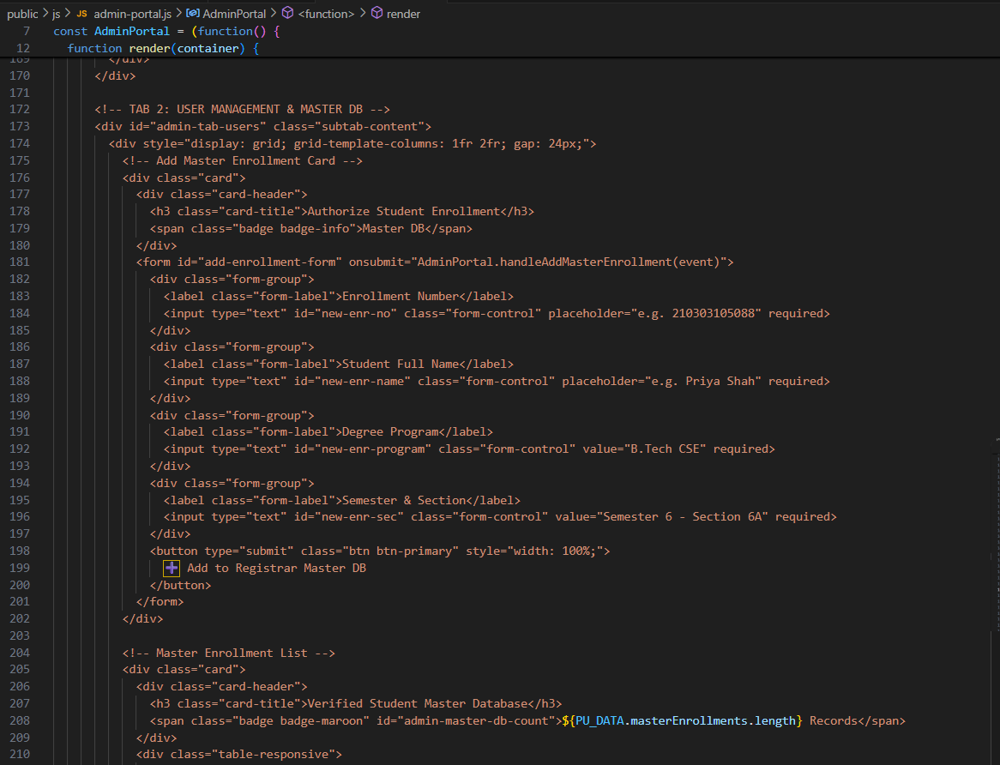 public > js > JS admin-portal.js > AdminPortal > <function> > render
7 const AdminPortal = (function() {
12 function render(container) {
169 </div>
170 </div>
171
172 <!-- TAB 2: USER MANAGEMENT & MASTER DB -->
173 <div id="admin-tab-users" class="subtab-content">
174 <div style="display: grid; grid-template-columns: 1fr 2fr; gap: 24px;">
175 <!-- Add Master Enrollment Card -->
176 <div class="card">
177 <div class="card-header">
178 <h3 class="card-title">Authorize Student Enrollment</h3>
179 <span class="badge badge-info">Master DB</span>
180 </div>
181 <form id="add-enrollment-form" onsubmit="AdminPortal.handleAddMasterEnrollment(event)">
182 <div class="form-group">
183 <label class="form-label">Enrollment Number</label>
184 <input type="text" id="new-enr-no" class="form-control" placeholder="e.g. 210303105088" required>
185 </div>
186 <div class="form-group">
187 <label class="form-label">Student Full Name</label>
188 <input type="text" id="new-enr-name" class="form-control" placeholder="e.g. Priya Shah" required>
189 </div>
190 <div class="form-group">
191 <label class="form-label">Degree Program</label>
192 <input type="text" id="new-enr-program" class="form-control" value="B.Tech CSE" required>
193 </div>
194 <div class="form-group">
195 <label class="form-label">Semester & Section</label>
196 <input type="text" id="new-enr-sec" class="form-control" value="Semester 6 - Section 6A" required>
197 </div>
198 <button type="submit" class="btn btn-primary" style="width: 100%;">
199 ➕ Add to Registrar Master DB
200 </button>
201 </form>
202 </div>
203
204 <!-- Master Enrollment List -->
205 <div class="card">
206 <div class="card-header">
207 <h3 class="card-title">Verified Student Master Database</h3>
208 <span class="badge badge-maroon" id="admin-master-db-count">${PU_DATA.masterEnrollments.length} Records</span>
209 </div>
210 <div class="table-responsive">